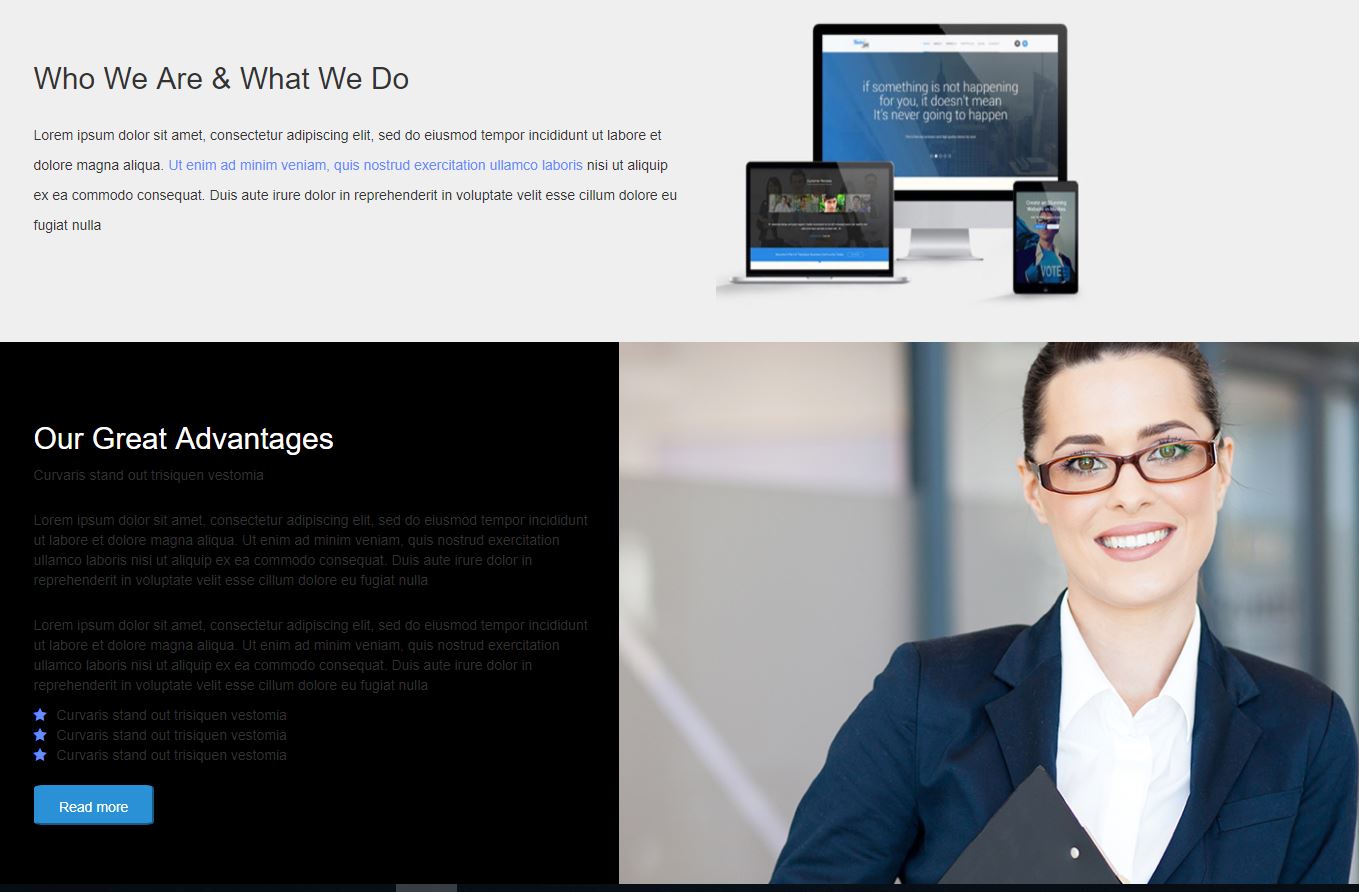 Who We Are & What We Do
Lorem ipsum dolor sit amet, consectetur adipiscing elit, sed do eiusmod tempor incididunt ut labore et
dolore magna aliqua. Ut enim ad minim veniam, quis nostrud exercitation ullamco laboris nisi ut aliquip
ex ea commodo consequat. Duis aute irure dolor in reprehenderit in voluptate velit esse cillum dolore eu
fugiat nulla
if something is not happening
for you, it doesn't mean
It's never going to happen
Create an Stunning
VOTE
Our Great Advantages
Curvaris stand out trisiquen vestomia
Lorem ipsum dolor sit amet, consectetur adipiscing elit, sed do eiusmod tempor incididunt
ut labore et dolore magna aliqua. Ut enim ad minim veniam, quis nostrud exercitation
ullamco laboris nisi ut aliquip ex ea commodo consequat. Duis aute irure dolor in
reprehenderit in voluptate velit esse cillum dolore eu fugiat nulla
Lorem ipsum dolor sit amet, consectetur adipiscing elit, sed do eiusmod tempor incididunt
ut labore et dolore magna aliqua. Ut enim ad minim veniam, quis nostrud exercitation
ullamco laboris nisi ut aliquip ex ea commodo consequat. Duis aute irure dolor in
reprehenderit in voluptate velit esse cillum dolore eu fugiat nulla
Curvaris stand out trisiquen vestomia
Curvaris stand out trisiquen vestomia
Curvaris stand out trisiquen vestomia
Read more